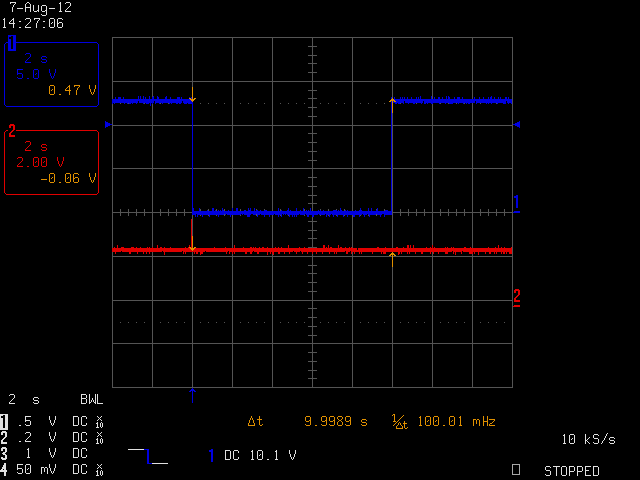 7-Aug-12
14:27:06
1
2 s
5.0 V
0.47 V
2
2 s
2.00 V
-0.06 V
1
2
2 s BWL
1 .5 V DC X10
2 .2 V DC X10
3 1 V DC
4 50 mV DC X10
Δt 9.9989 s 1/Δt 100.01 mHz
1 DC 10.1 V
10 kS/s
STOPPED